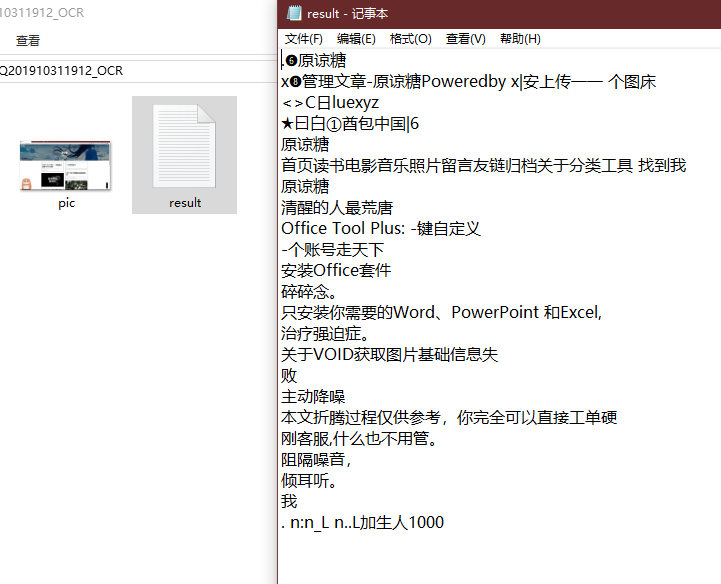 10311912_OCR
查看
Q201910311912_OCR
pic
result
result - 记事本
文件(F) 编辑(E) 格式(O) 查看(V) 帮助(H)
.❻原谅糖
x❽管理文章-原谅糖Poweredby x|安上传一一 个图床
<>C日luexyz
★日白①酋包中国|6
原谅糖
首页读书电影音乐照片留言友链归档关于分类工具 找到我
原谅糖
清醒的人最荒唐
Office Tool Plus: -键自定义
-个账号走天下
安装Office套件
碎碎念。
只安装你需要的Word、PowerPoint 和Excel,
治疗强迫症。
关于VOID获取图片基础信息失
败
主动降噪
本文折腾过程仅供参考，你完全可以直接工单硬
刚客服,什么也不用管。
阻隔噪音，
倾耳听。
我
. n:n_L n..L加生人1000